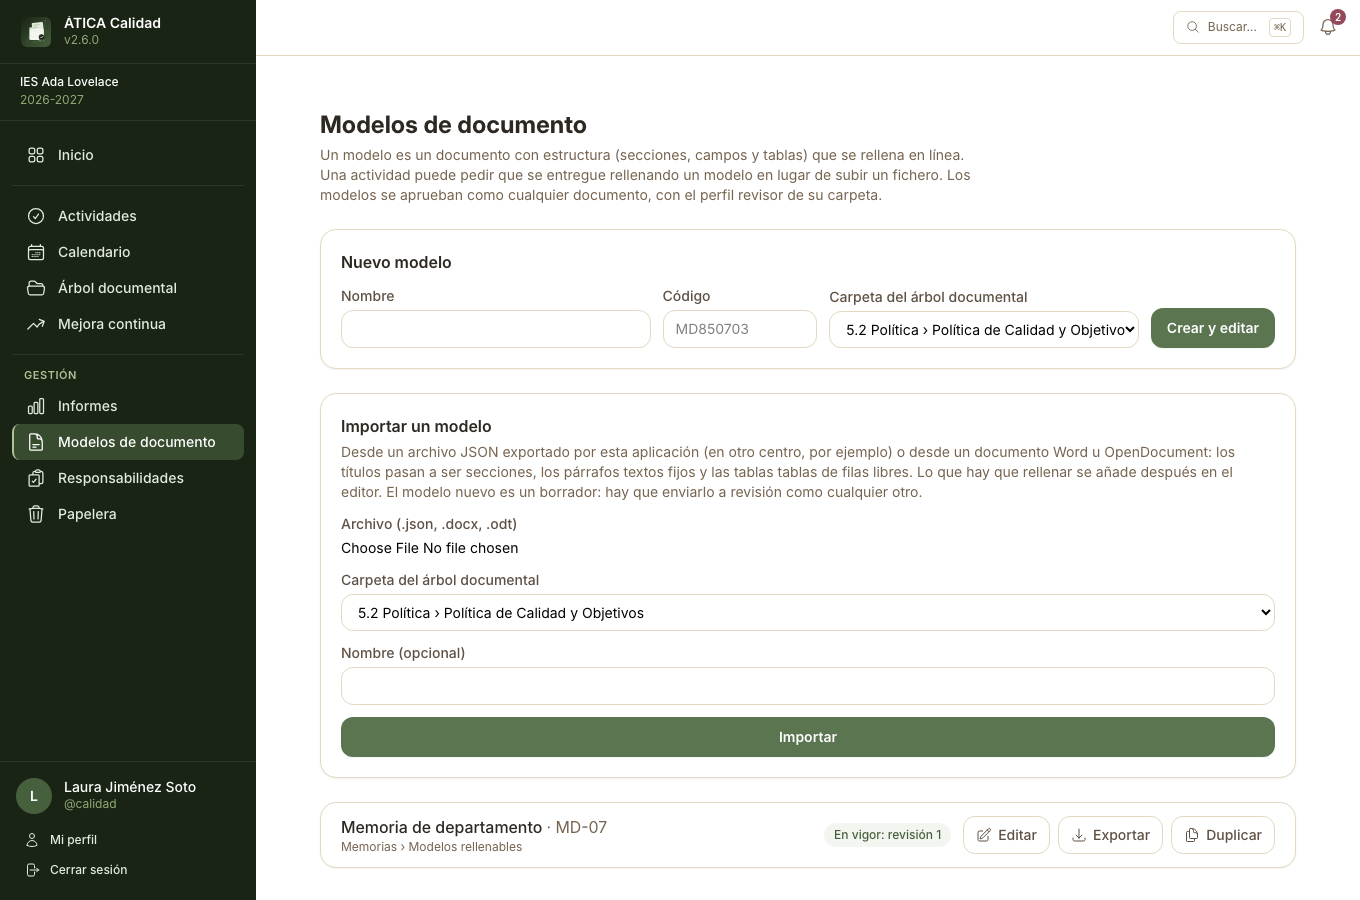 ÁTICA Calidad
v2.6.0
IES Ada Lovelace
2026-2027
Inicio
Actividades
Calendario
Árbol documental
Mejora continua
GESTIÓN
Informes
Modelos de documento
Responsabilidades
Papelera
L
Laura Jiménez Soto
@calidad
Mi perfil
Cerrar sesión
Buscar...
⌘K
2
Modelos de documento
Un modelo es un documento con estructura (secciones, campos y tablas) que se rellena en línea.
Una actividad puede pedir que se entregue rellenando un modelo en lugar de subir un fichero. Los
modelos se aprueban como cualquier documento, con el perfil revisor de su carpeta.
Nuevo modelo
Nombre
Código
MD850703
Carpeta del árbol documental
5.2 Política › Política de Calidad y Objetivo
Crear y editar
Importar un modelo
Desde un archivo JSON exportado por esta aplicación (en otro centro, por ejemplo) o desde un documento Word u OpenDocument: los
títulos pasan a ser secciones, los párrafos textos fijos y las tablas tablas de filas libres. Lo que hay que rellenar se añade después en el
editor. El modelo nuevo es un borrador: hay que enviarlo a revisión como cualquier otro.
Archivo (.json, .docx, .odt)
Choose File No file chosen
Carpeta del árbol documental
5.2 Política › Política de Calidad y Objetivos
Nombre (opcional)
Importar
Memoria de departamento · MD-07
Memorias › Modelos rellenables
En vigor: revisión 1
Editar
Exportar
Duplicar